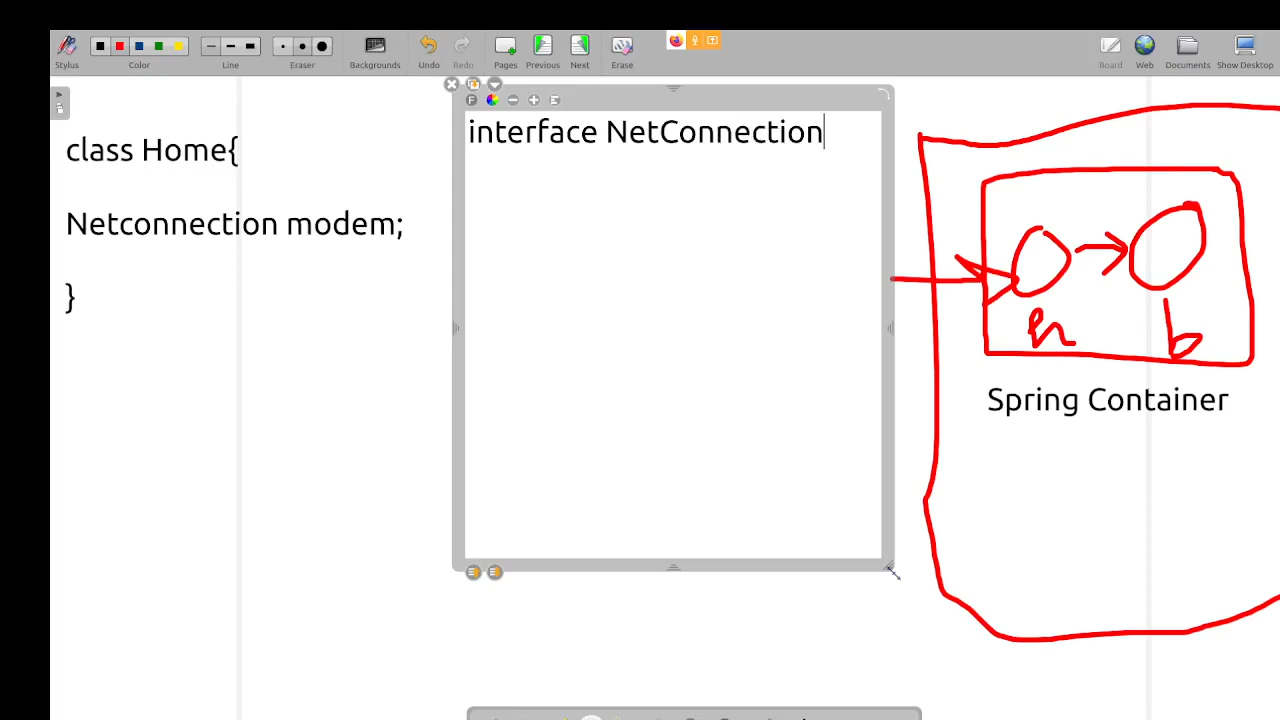 Stylus
Color
Line
Eraser
Backgrounds
Undo
Redo
Pages
Previous
Next
Erase
Board
Web
Documents
Show Desktop
class Home{
Netconnection modem;
}
F
interface NetConnection
h
b
Spring Container